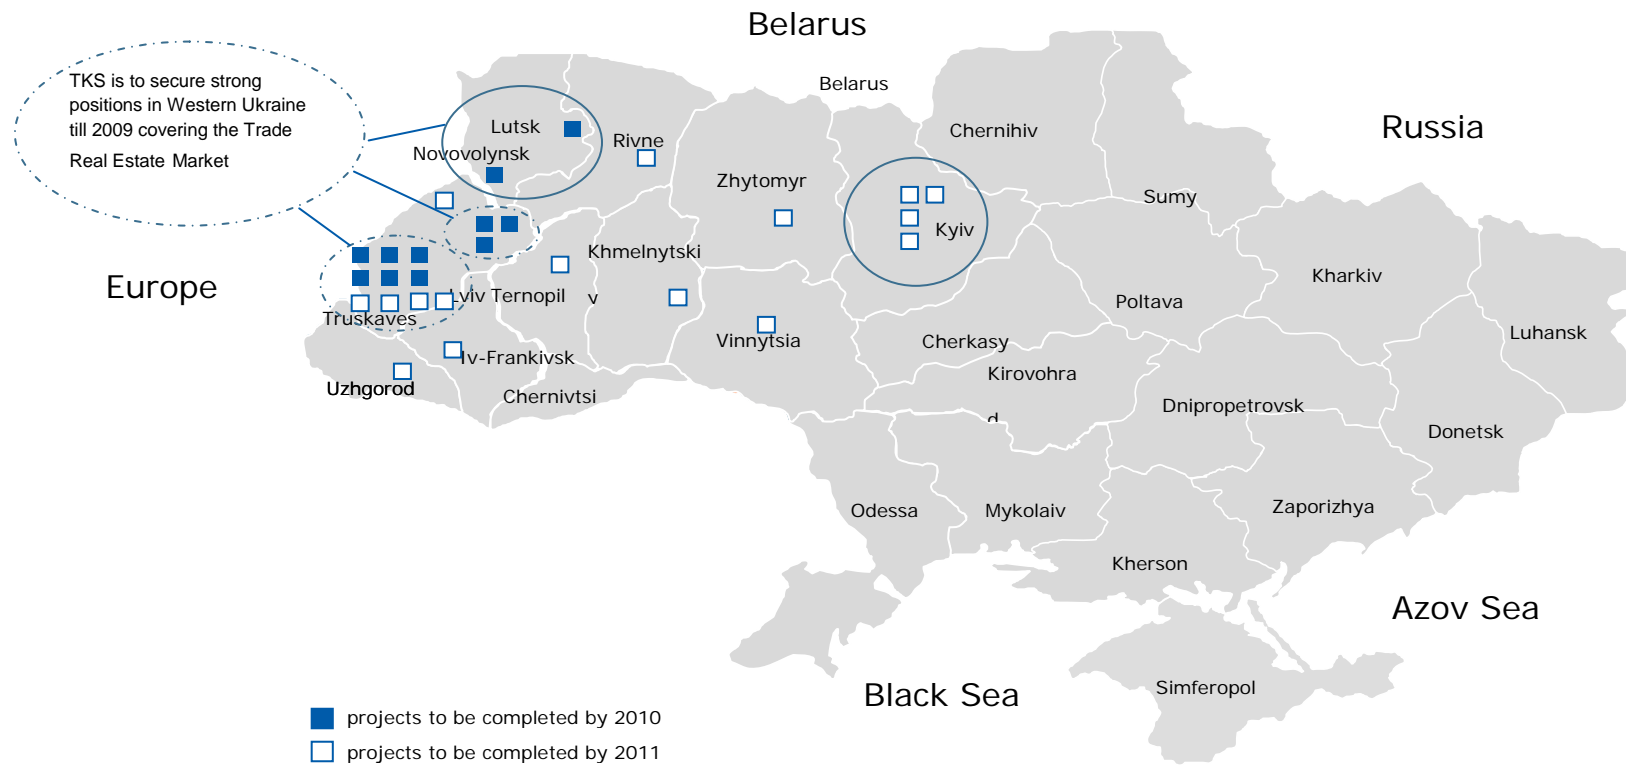 Belarus
TKS is to secure strong
positions in Western Ukraine
till 2009 covering the Trade
Real Estate Market
Belarus
Lutsk
Novovolynsk
Rivne
Chernihiv
Russia
Zhytomyr
Sumy
Kyiv
Khmelnytski
v
Europe
Kharkiv
Lviv Ternopil
Poltava
Truskaves
Vinnytsia
Cherkasy
Luhansk
Iv-Frankivsk
Kirovohra
d
Uzhgorod
Chernivtsi
Dnipropetrovsk
Donetsk
Odessa
Mykolaiv
Zaporizhya
Kherson
Azov Sea
Black Sea
Simferopol
projects to be completed by 2010
projects to be completed by 2011